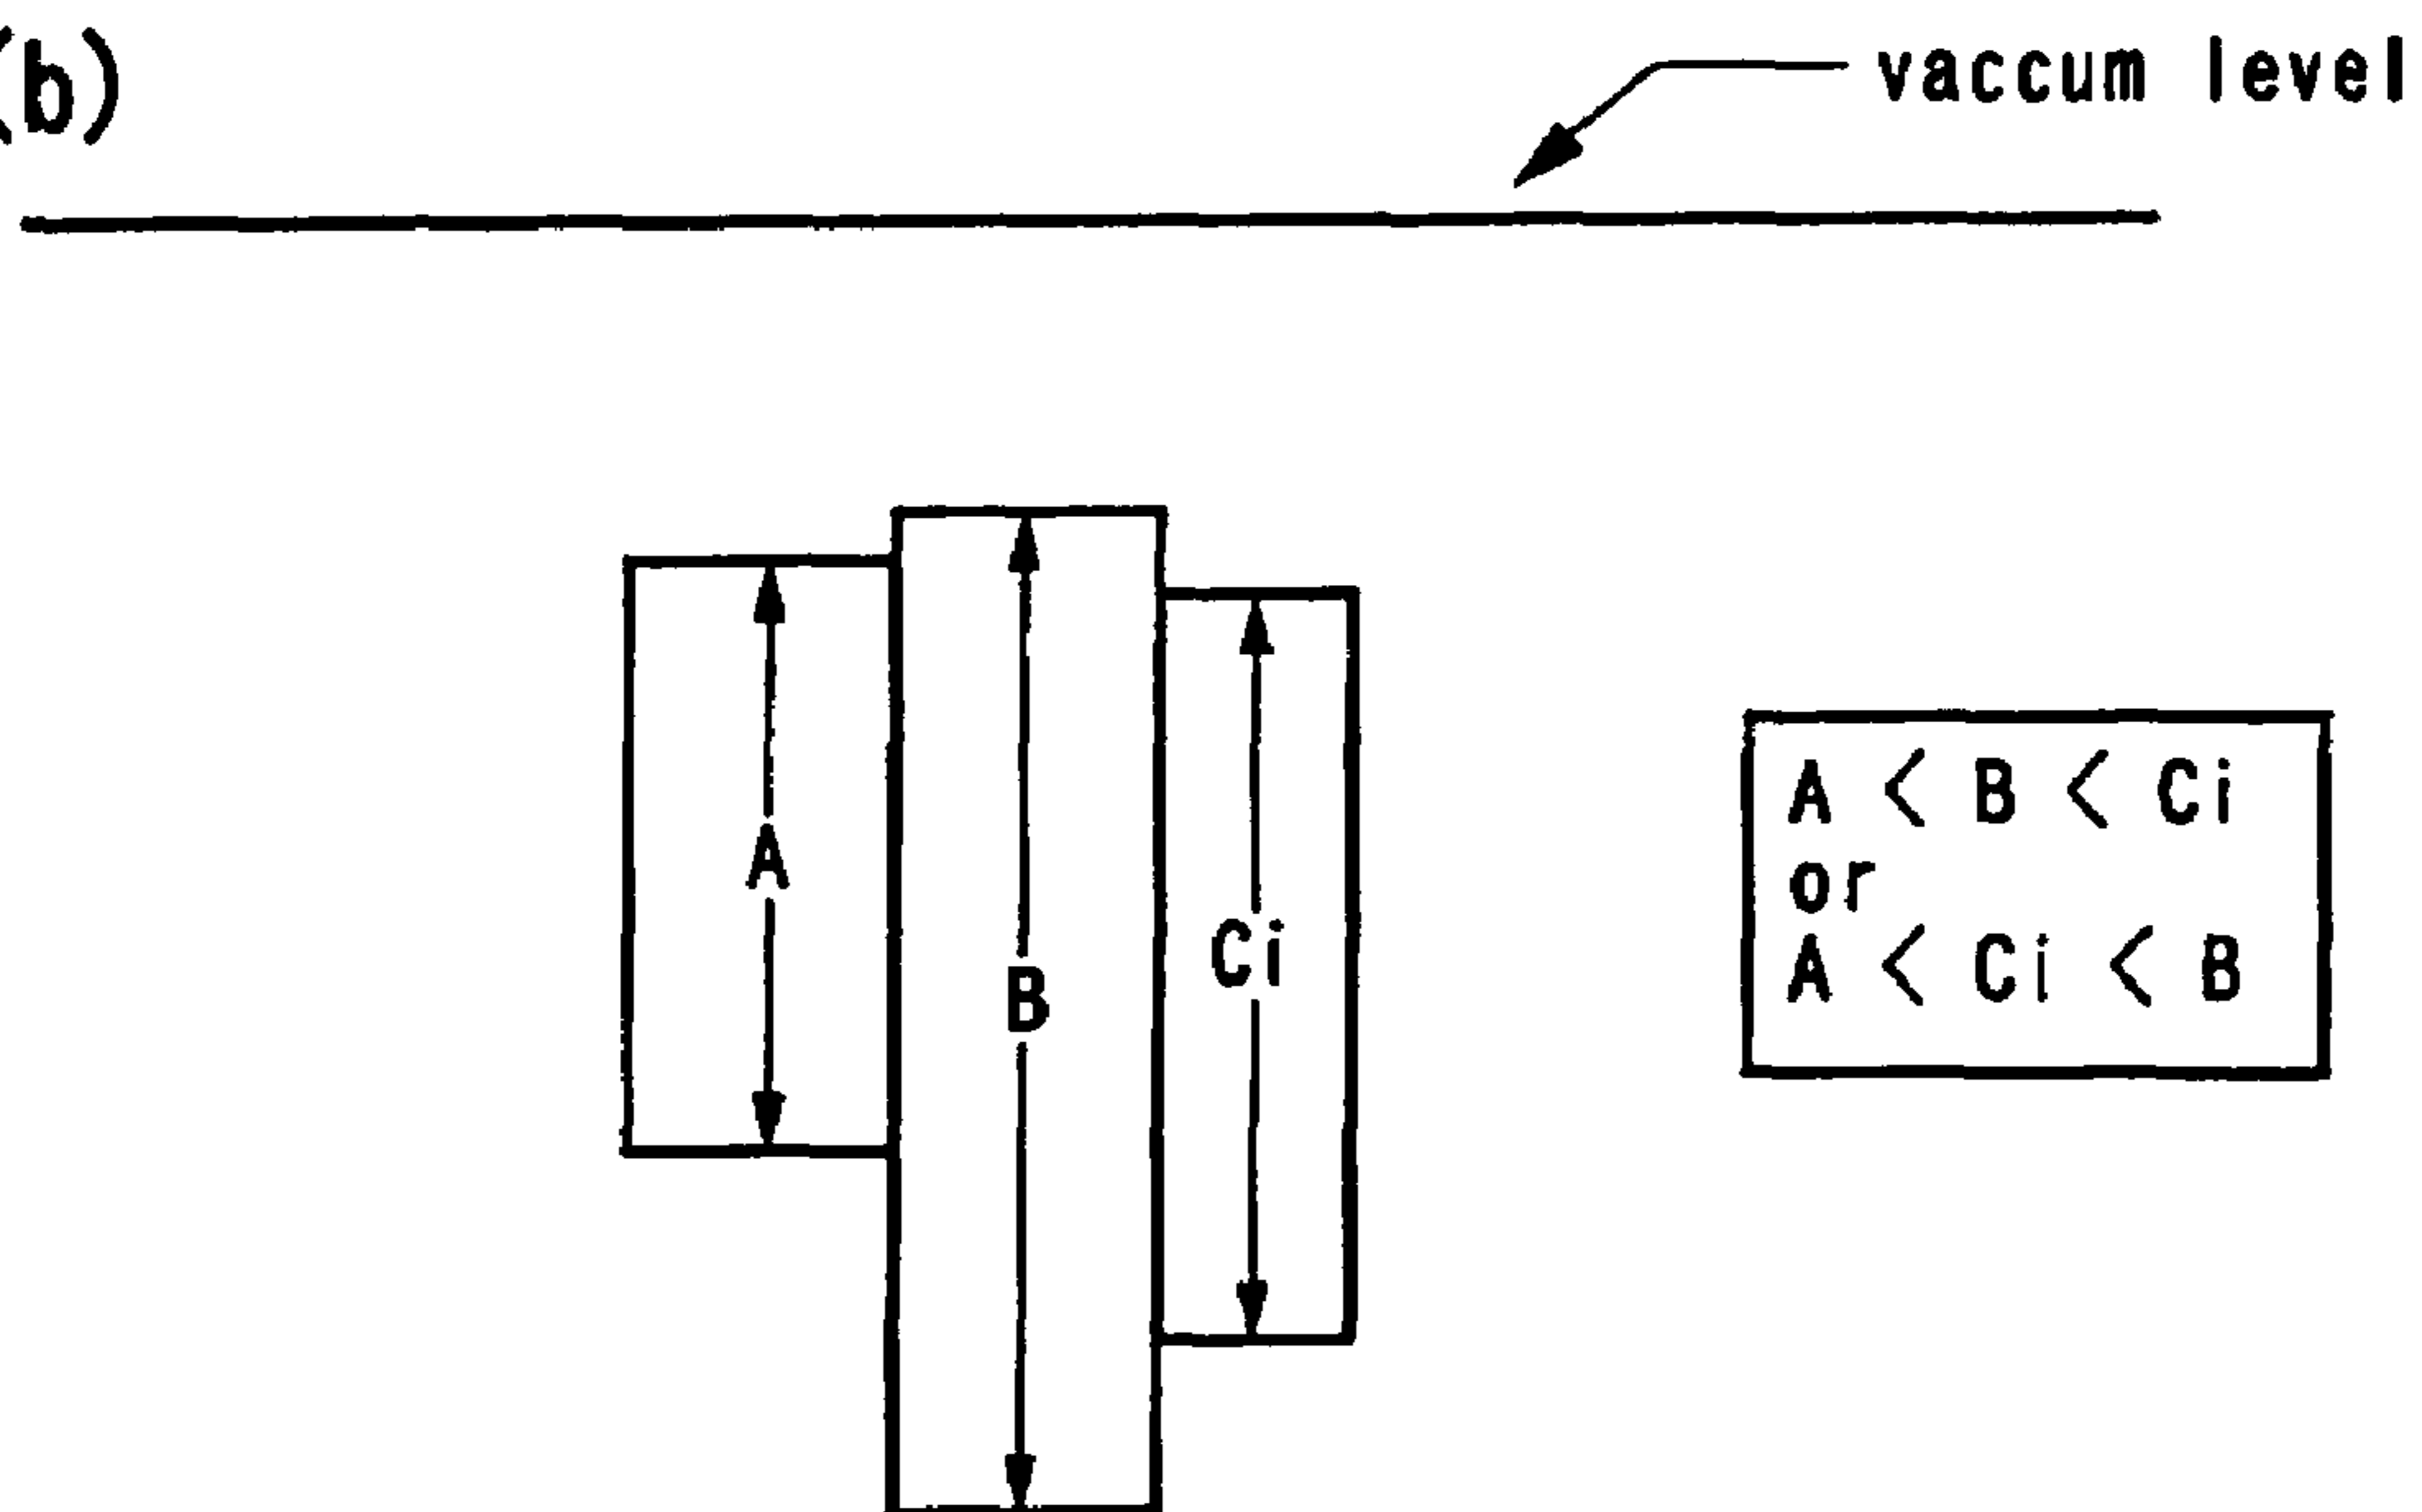 (b)
vaccum level
A
B
Ci
A < B < Ci
or
A < Ci < B